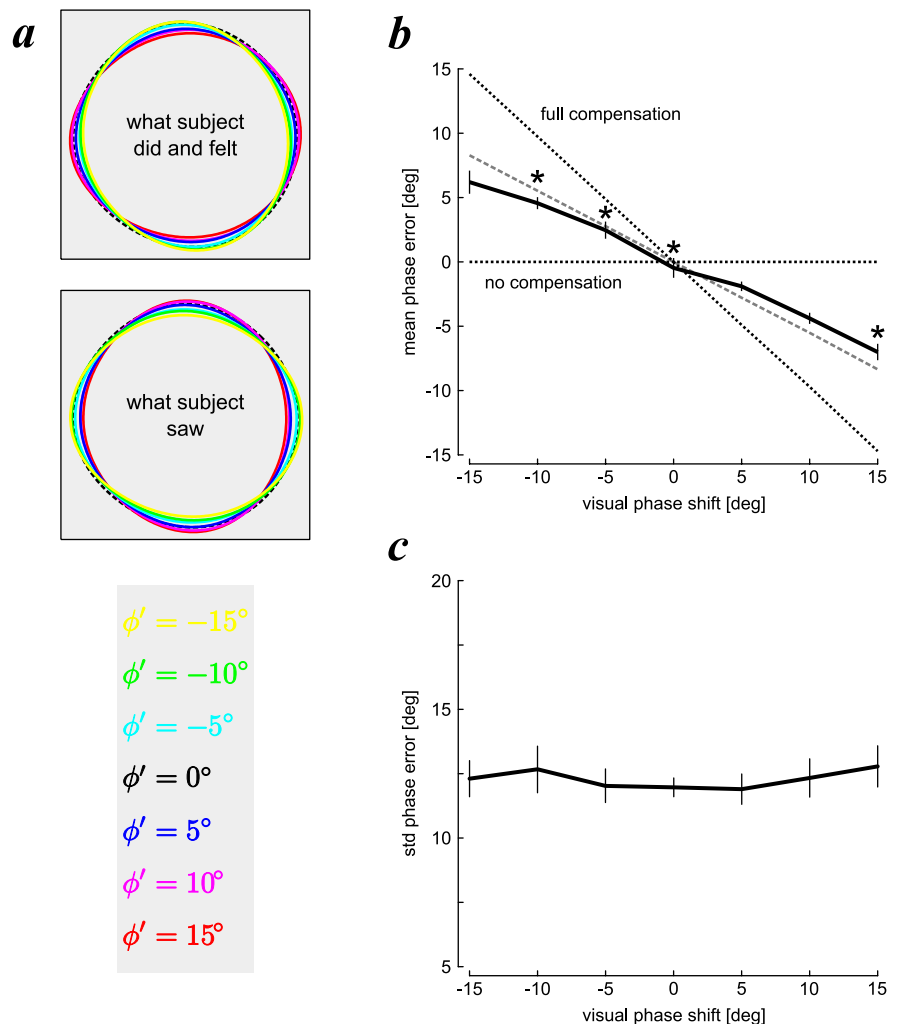 a
what subject
did and felt
what subject
saw
ϕ′ = −15°
ϕ′ = −10°
ϕ′ = −5°
ϕ′ = 0°
ϕ′ = 5°
ϕ′ = 10°
ϕ′ = 15°
b
15
10
5
0
-5
-10
-15
mean phase error [deg]
full compensation
no compensation
*
*
*
*
-15 -10 -5 0 5 10 15
visual phase shift [deg]
c
20
15
10
5
std phase error [deg]
-15 -10 -5 0 5 10 15
visual phase shift [deg]